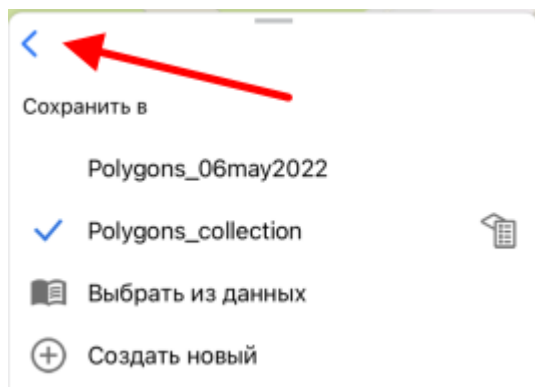 Сохранить в
Polygons_06may2022
Polygons_collection
Выбрать из данных
Создать новый